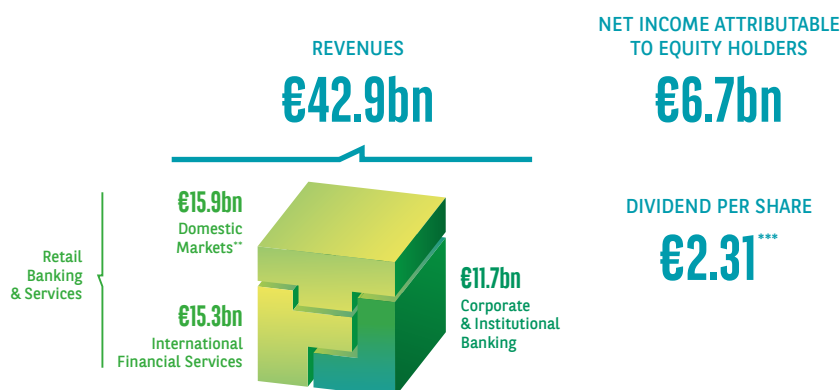 REVENUES
€42.9bn
NET INCOME ATTRIBUTABLE
TO EQUITY HOLDERS
€6.7bn
Retail
Banking
& Services
€15.9bn
Domestic
Markets**
€15.3bn
International
Financial Services
€11.7bn
Corporate
& Institutional
Banking
DIVIDEND PER SHARE
€2.31***